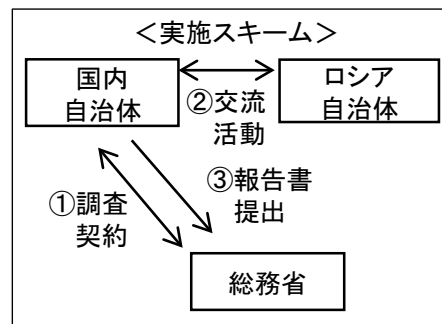 ＜実施スキーム＞
国内
自治体
ロシア
自治体
②交流
活動
①調査
契約
③報告書
提出
総務省